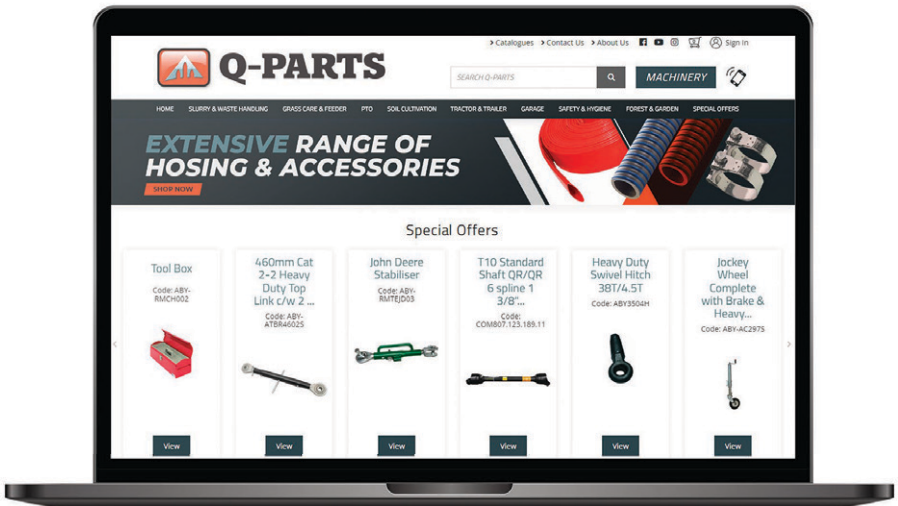 > Catalogues > Contact Us > About Us Sign In
Q-PARTS
SEARCH Q-PARTS
MACHINERY
HOME SLURRY & WASTE HANDLING GRASS CARE & FEEDER PTO SOIL CULTIVATION TRACTOR & TRAILER GARAGE SAFETY & HYGIENE FOREST & GARDEN SPECIAL OFFERS
EXTENSIVE RANGE OF
HOSING & ACCESSORIES
SHOP NOW
Special Offers
Tool Box
Code: ABY-
RMCH002
View
460mm Cat
2-2 Heavy
Duty Top
Link c/w 2 ...
Code: ABY-
ATBR4602S
View
John Deere
Stabiliser
Code: ABY-
RMTEJD03
View
T10 Standard
Shaft QR/QR
6 spline 1
3/8"...
Code:
COM807.123.189.11
View
Heavy Duty
Swivel Hitch
38T/4.5T
Code: ABY3504H
View
Jockey
Wheel
Complete
with Brake &
Heavy...
Code: ABY-AC2975
View